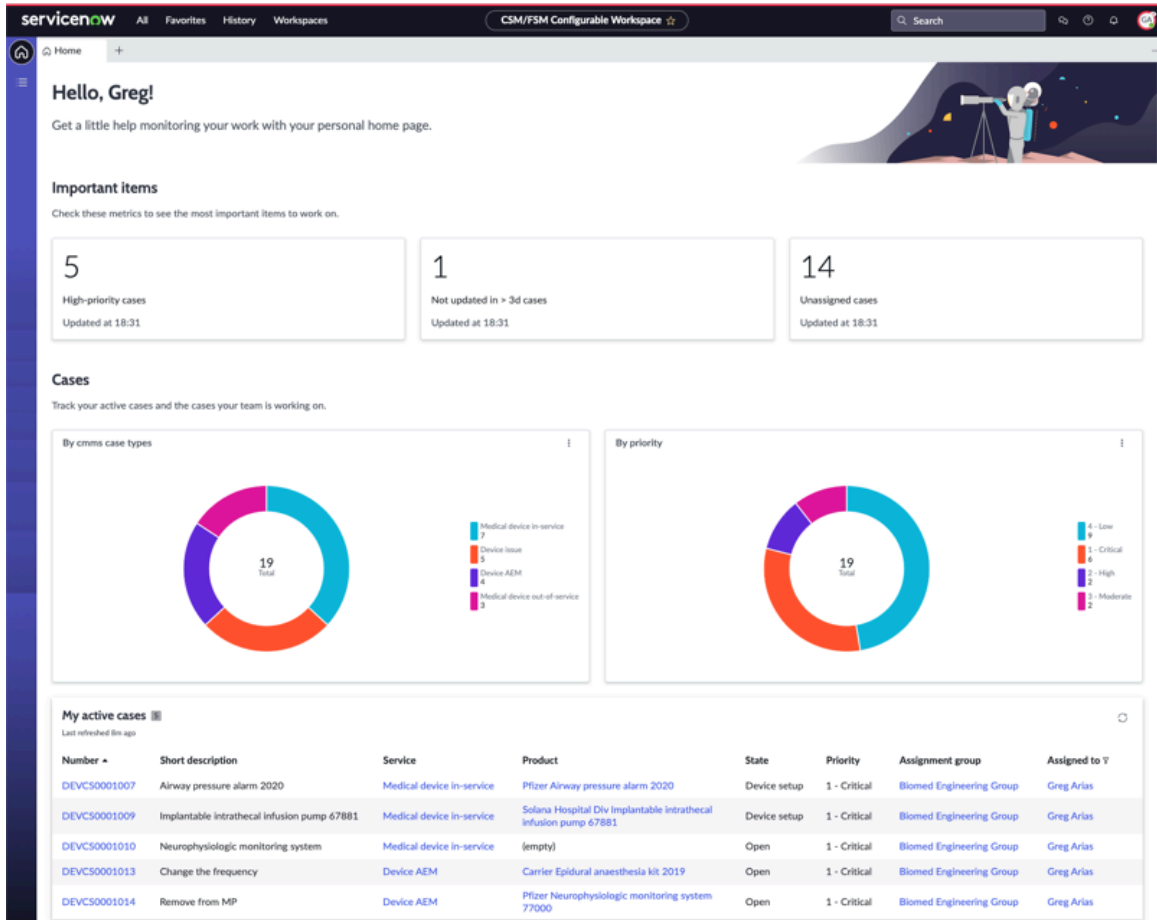 servicenow All Favorites History Workspaces CSM/FSM Configurable Workspace Search GA
Home
Hello, Greg!
Get a little help monitoring your work with your personal home page.
Important items
Check these metrics to see the most important items to work on.
5
High-priority cases
Updated at 18:31
1
Not updated in > 3d cases
Updated at 18:31
14
Unassigned cases
Updated at 18:31
Cases
Track your active cases and the cases your team is working on.
By cmms case types
19
Total
Medical device in-service
7
Device issue
5
Device AEM
4
Medical device out-of-service
3
By priority
19
Total
4 - Low
9
1 - Critical
6
2 - High
2
3 - Moderate
2
My active cases 5
Last refreshed 8m ago
Number Short description Service Product State Priority Assignment group Assigned to
DEVCS0001007 Airway pressure alarm 2020 Medical device in-service Pfizer Airway pressure alarm 2020 Device setup 1 - Critical Biomed Engineering Group Greg Arias
DEVCS0001009 Implantable intrathecal infusion pump 67881 Medical device in-service Solana Hospital Div Implantable intrathecal
infusion pump 67881 Device setup 1 - Critical Biomed Engineering Group Greg Arias
DEVCS0001010 Neurophysiologic monitoring system Medical device in-service (empty) Open 1 - Critical Biomed Engineering Group Greg Arias
DEVCS0001013 Change the frequency Device AEM Carrier Epidural anaesthesia kit 2019 Open 1 - Critical Biomed Engineering Group Greg Arias
DEVCS0001014 Remove from MP Device AEM Pfizer Neurophysiologic monitoring system
77000 Open 1 - Critical Biomed Engineering Group Greg Arias